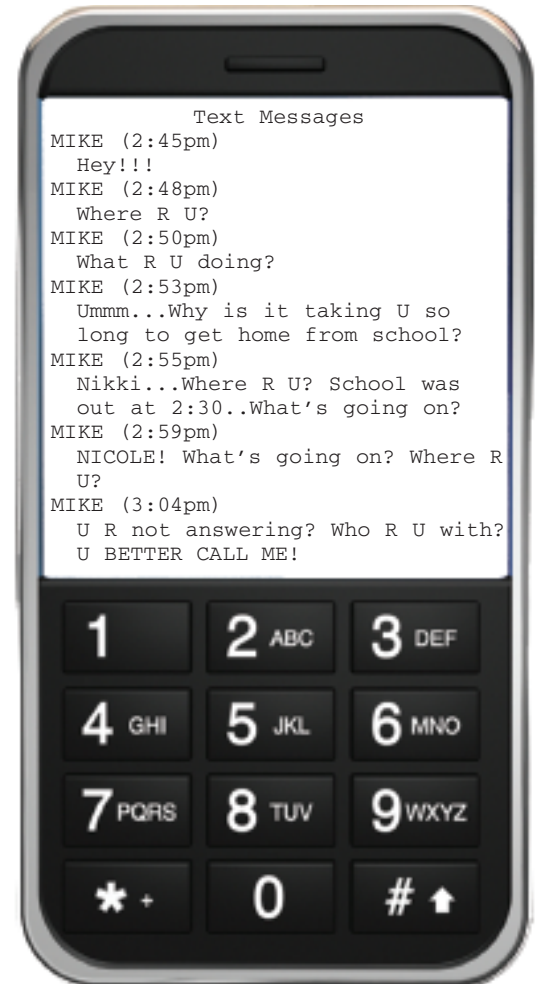 Text Messages
MIKE (2:45pm)
Hey!!!
MIKE (2:48pm)
Where R U?
MIKE (2:50pm)
What R U doing?
MIKE (2:53pm)
Ummm...Why is it taking U so
long to get home from school?
MIKE (2:55pm)
Nikki...Where R U? School was
out at 2:30..What's going on?
MIKE (2:59pm)
NICOLE! What's going on? Where R
U?
MIKE (3:04pm)
U R not answering? Who R U with?
U BETTER CALL ME!
1 2 ABC 3 DEF
4 GHI 5 JKL 6 MNO
7 PQRS 8 TUV 9 WXYZ
* + 0 #